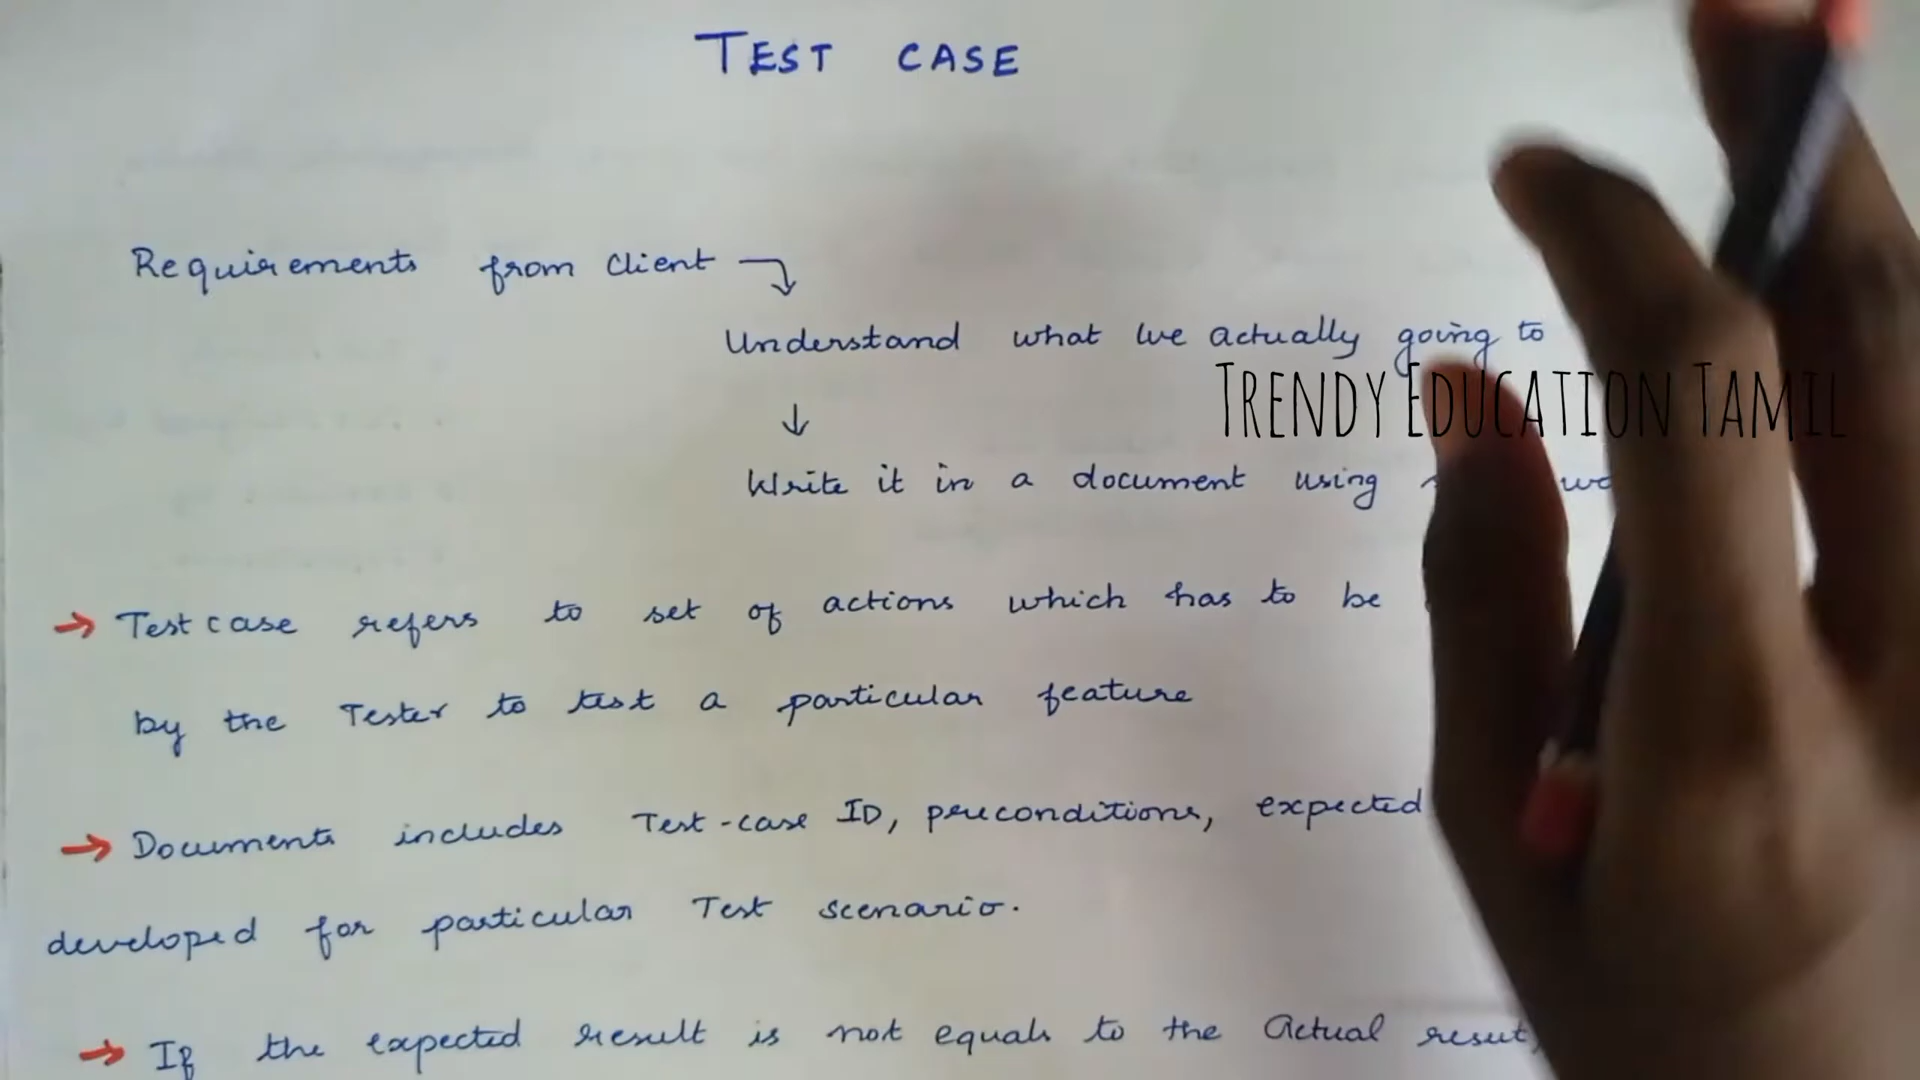 TEST CASE
Requirements from client
Understand what we actually going to
TRENDY EDUCATION TAMIL
Write it in a document using
→ Testcase refers to set of actions which has to be
by the Tester to test a particular feature
→ Documents includes Test-case ID, preconditions, expected
developed for particular Test scenario.
→ If the expected result is not equals to the Actual resut,